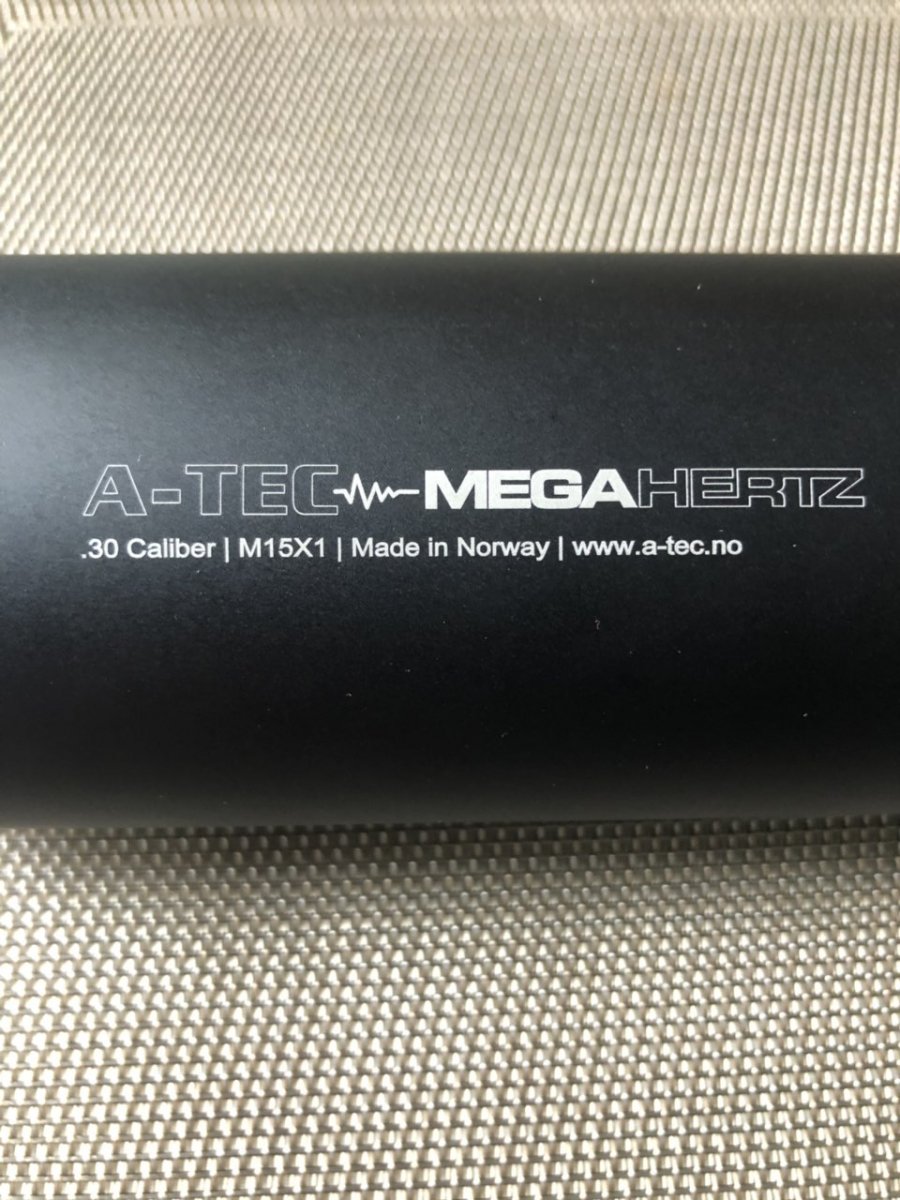 A-TEC MEGAHERTZ
.30 Caliber | M15X1 | Made in Norway | www.a-tec.no